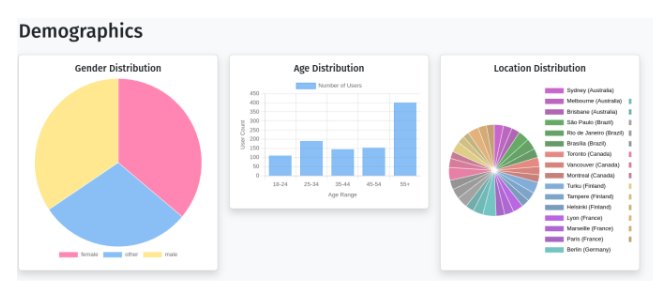 Demographics
Gender Distribution
female
other
male
Age Distribution
Number of Users
User Count
450
400
350
300
250
200
150
100
50
0
18-24
25-34
35-44
45-54
55+
Age Range
Location Distribution
Sydney (Australia)
Melbourne (Australia)
Brisbane (Australia)
São Paulo (Brazil)
Rio de Janeiro (Brazil)
Brasília (Brazil)
Toronto (Canada)
Vancouver (Canada)
Montreal (Canada)
Turku (Finland)
Tampere (Finland)
Helsinki (Finland)
Lyon (France)
Marseille (France)
Paris (France)
Berlin (Germany)